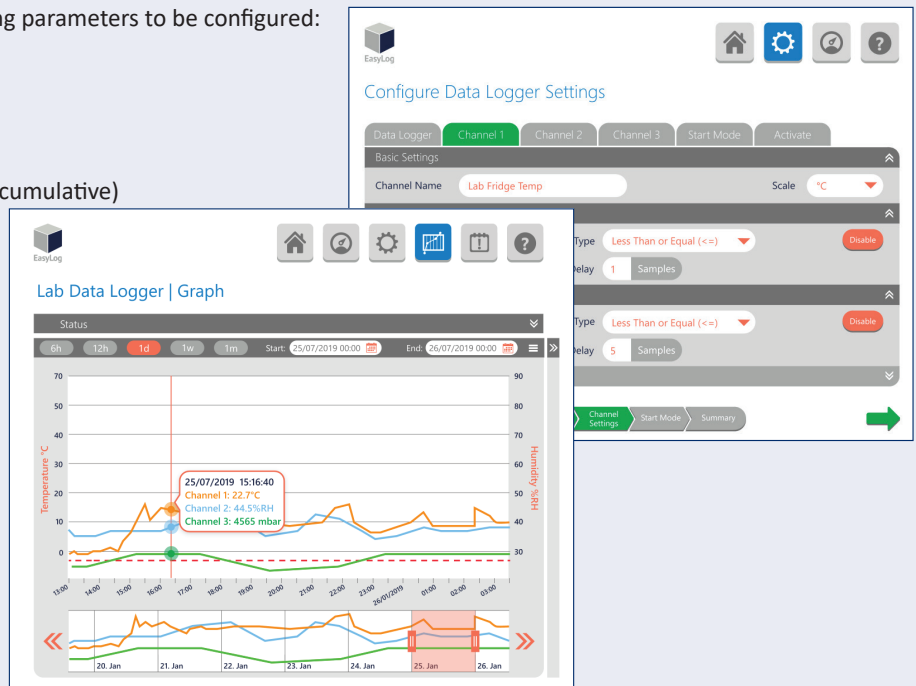 ng parameters to be configured:
cumulative)
EasyLog
Configure Data Logger Settings
Data Logger
Channel 1
Channel 2
Channel 3
Start Mode
Activate
Basic Settings
Channel Name
Lab Fridge Temp
Scale
°C
Type
Less Than or Equal (<=)
Disable
elay
1
Samples
Type
Less Than or Equal (<=)
Disable
elay
5
Samples
Channel
Settings
Start Mode
Summary
EasyLog
Lab Data Logger | Graph
Status
6h
12h
1d
1w
1m
Start: 25/07/2019 00:00
End: 26/07/2019 00:00
70
50
40
30
20
10
0
Temperature °C
90
80
70
60
50
40
30
Humidity %RH
25/07/2019 15:16:40
Channel 1: 22.7°C
Channel 2: 44.5%RH
Channel 3: 4565 mbar
13:00
14:00
15:00
16:00
17:00
18:00
19:00
20:00
21:00
22:00
23:00
26/01/2019
01:00
02:00
03:00
20. Jan
21. Jan
22. Jan
23. Jan
24. Jan
25. Jan
26. Jan